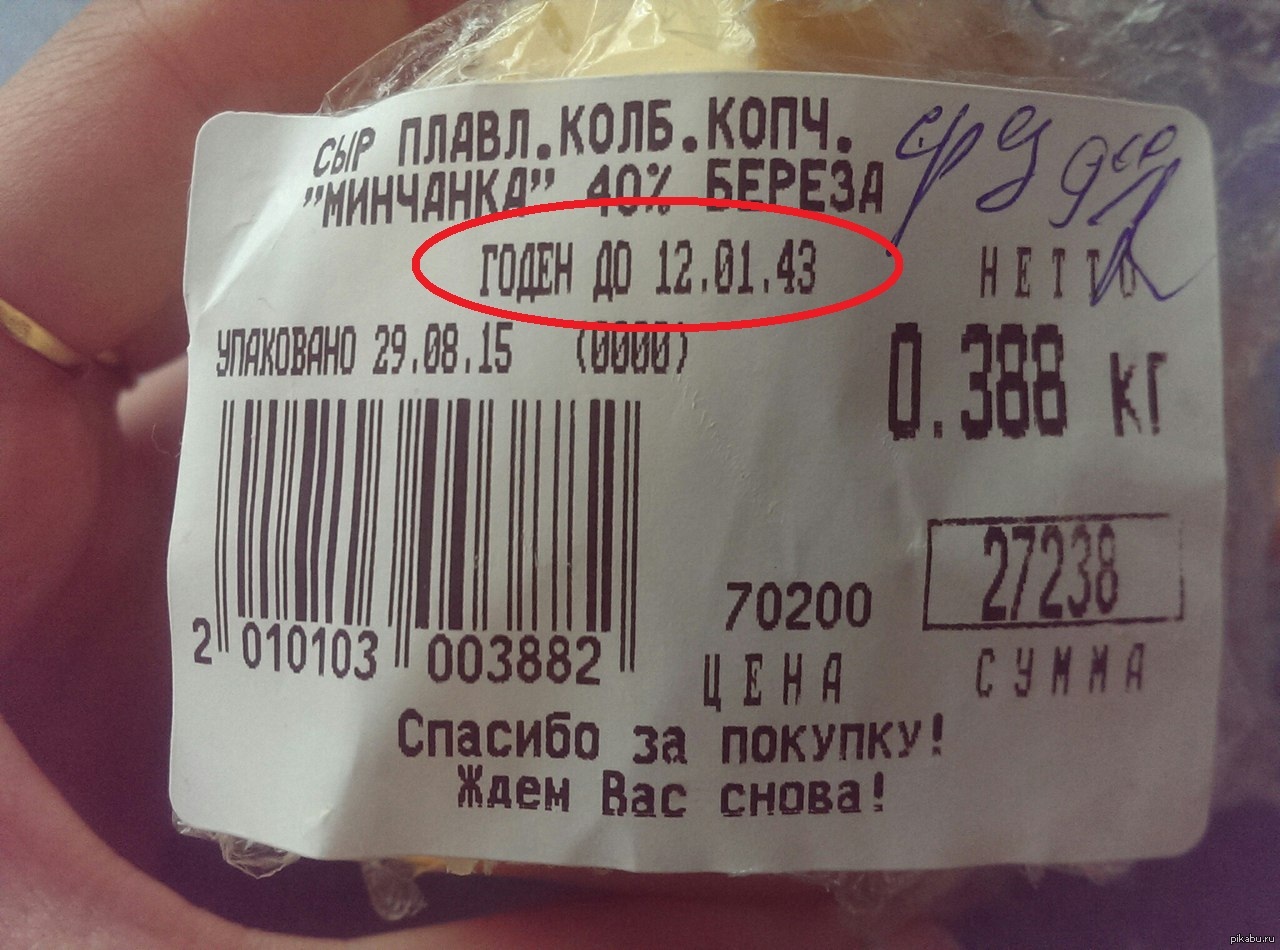 СЫР ПЛАВЛ.КОЛБ.КОПЧ.
"МИНЧАНКА" 40% БЕРЕЗА
ГОДЕН ДО 12.01.43
НЕТТО
УПАКОВАНО 29.08.15 (0000)
0.388 кг
2 010103 003882
70200
27238
ЦЕНА
СУММА
Спасибо за покупку!
Ждем Вас снова!
pikabu.ru